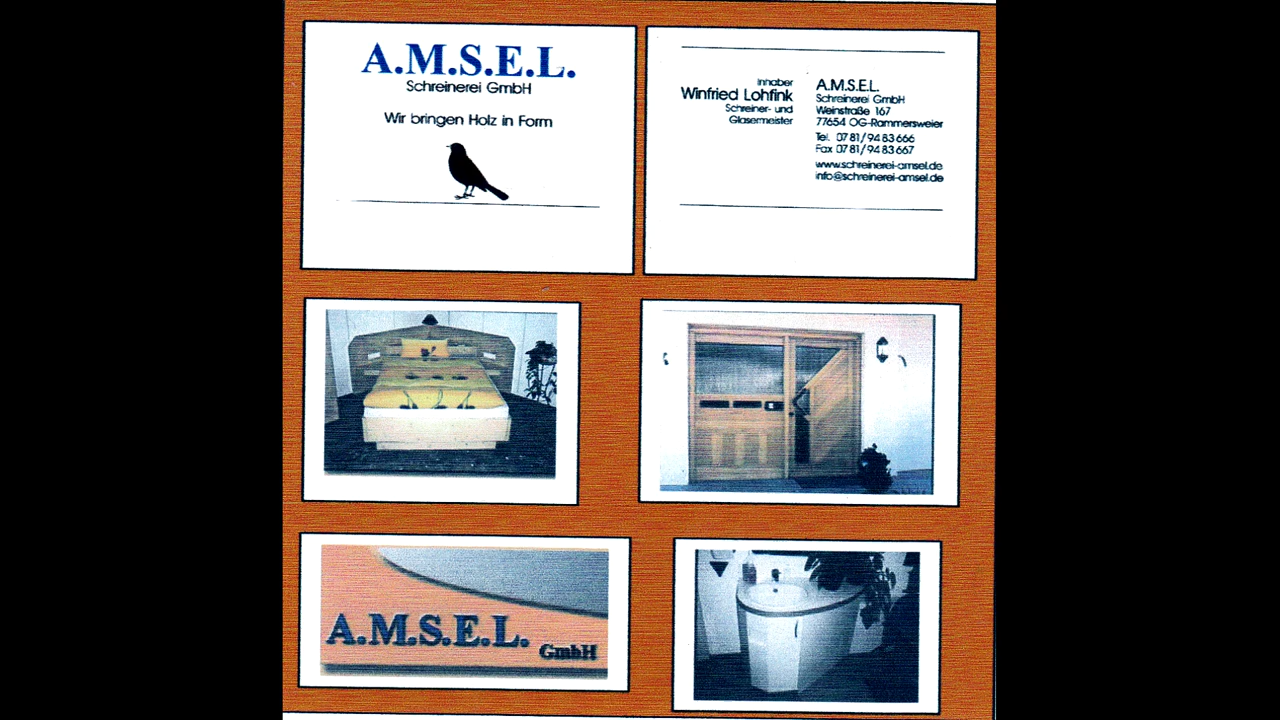 A.M.S.E.L.
Schreinerei GmbH
Wir bringen Holz in Form
Inhaber
Winfried Lohfink
Schreiner- und
Glasermeister
A.M.S.E.L.
Schreinerei GmbH
Weinstraße 167
77654 OG-Rammersweier
Tel. 07 81/94 83 666
Fax 07 81/94 83 667
www.schreinerei-amsel.de
info@schreinerei-amsel.de
A.M.S.E.L.
GmbH